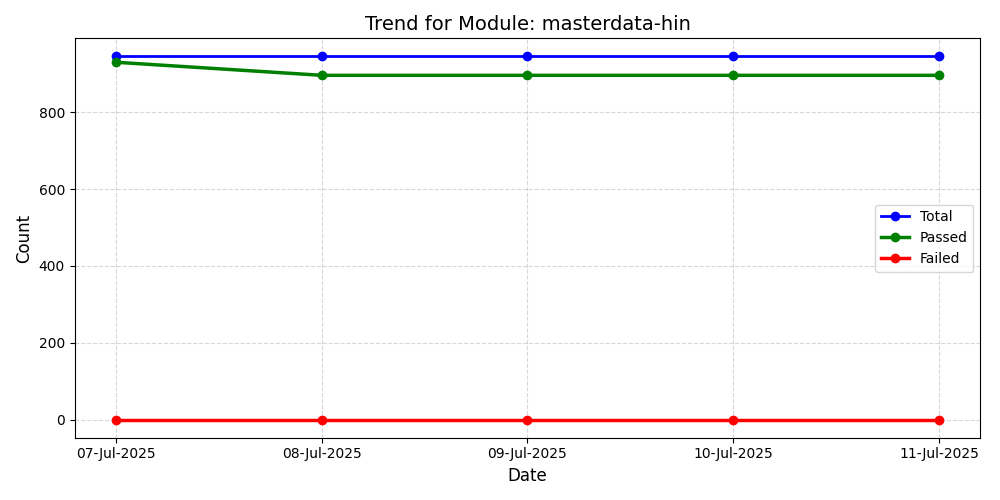 Trend for Module: masterdata-hin
Count
800
600
400
200
0
Total
Passed
Failed
07-Jul-2025 08-Jul-2025 09-Jul-2025 10-Jul-2025 11-Jul-2025
Date